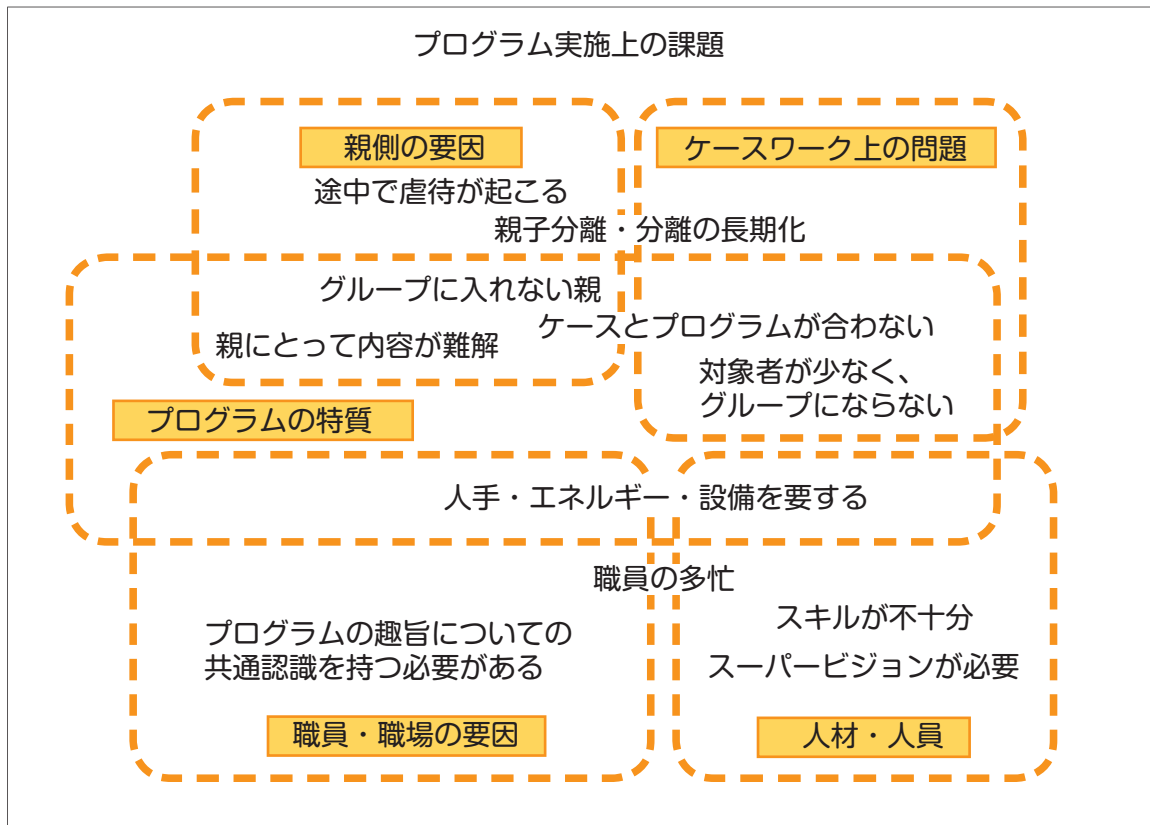 プログラム実施上の課題
親側の要因
ケースワーク上の問題
途中で虐待が起こる
親子分離・分離の長期化
グループに入れない親
ケースとプログラムが合わない
親にとって内容が難解
対象者が少なく、
グループにならない
プログラムの特質
人手・エネルギー・設備を要する
職員の多忙
プログラムの趣旨についての
共通認識を持つ必要がある
スキルが不十分
スーパービジョンが必要
職員・職場の要因
人材・人員